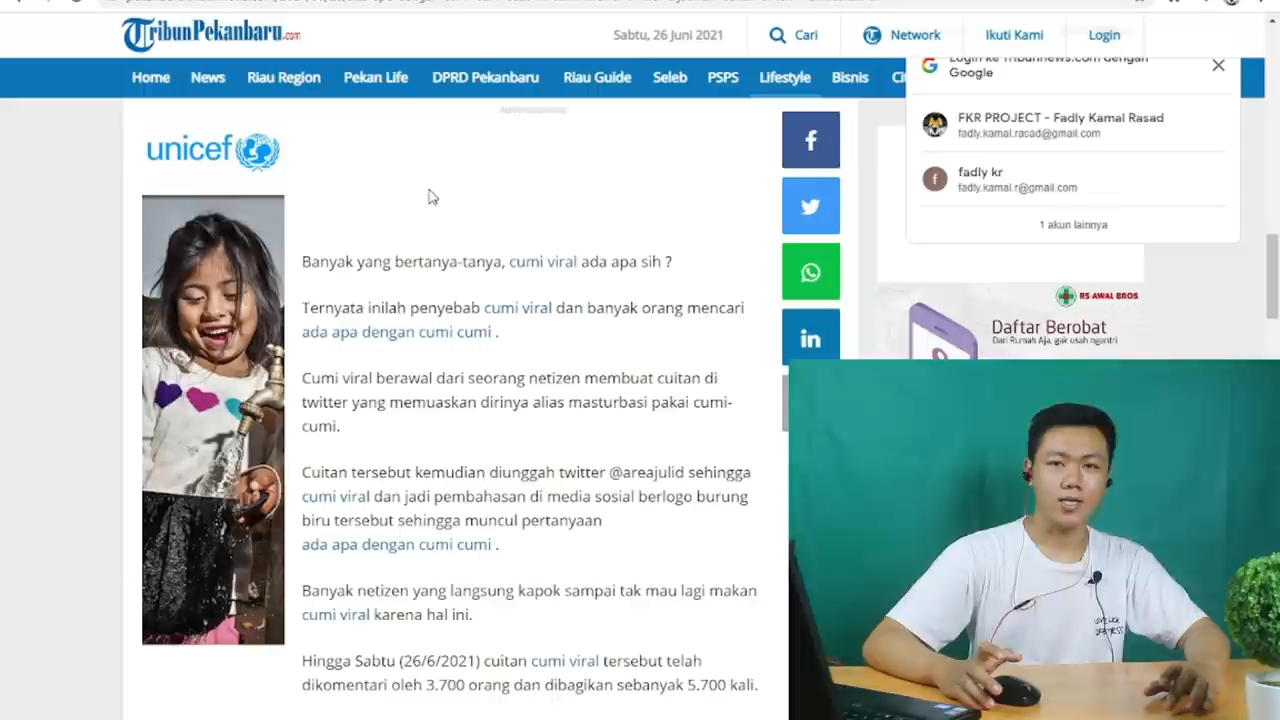 TribunPekanbaru.com
Sabtu, 26 Juni 2021
Cari
Network
Ikuti Kami
Login
Home
News
Riau Region
Pekan Life
DPRD Pekanbaru
Riau Guide
Seleb
PSPS
Lifestyle
Bisnis
Login ke Tribunnews.com dengan
Google
FKR PROJECT - Fadly Kamal Rasad
fadly.kamal.rasad@gmail.com
f
fadly kr
fadly.kamal.r@gmail.com
1 akun lainnya
Advertisement
unicef
Banyak yang bertanya-tanya, cumi viral ada apa sih ?
Ternyata inilah penyebab cumi viral dan banyak orang mencari
ada apa dengan cumi cumi .
Cumi viral berawal dari seorang netizen membuat cuitan di
twitter yang memuaskan dirinya alias masturbasi pakai cumi-
cumi.
Cuitan tersebut kemudian diunggah twitter @areajulid sehingga
cumi viral dan jadi pembahasan di media sosial berlogo burung
biru tersebut sehingga muncul pertanyaan
ada apa dengan cumi cumi .
Banyak netizen yang langsung kapok sampai tak mau lagi makan
cumi viral karena hal ini.
Hingga Sabtu (26/6/2021) cuitan cumi viral tersebut telah
dikomentari oleh 3.700 orang dan dibagikan sebanyak 5.700 kali.
f
in
RS AWAL BROS
Daftar Berobat
Dari Rumah Aja, gak usah ngantri